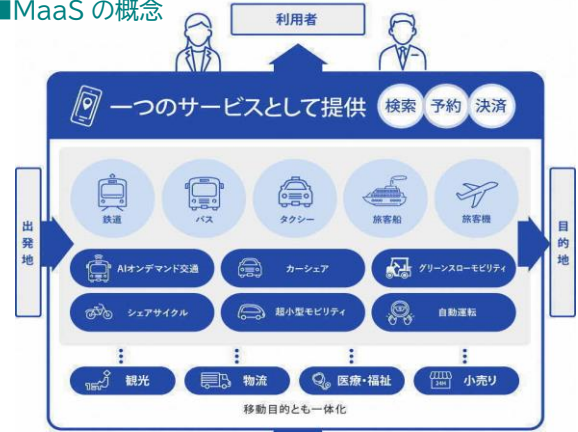 ■MaaS の概念
利用者
一つのサービスとして提供 検索 予約 決済
鉄道 バス タクシー 旅客船 旅客機
出発地
目的地
AIオンデマンド交通 カーシェア グリーンスローモビリティ
シェアサイクル 超小型モビリティ 自動運転
観光 物流 医療・福祉 24H 小売り
移動目的とも一体化